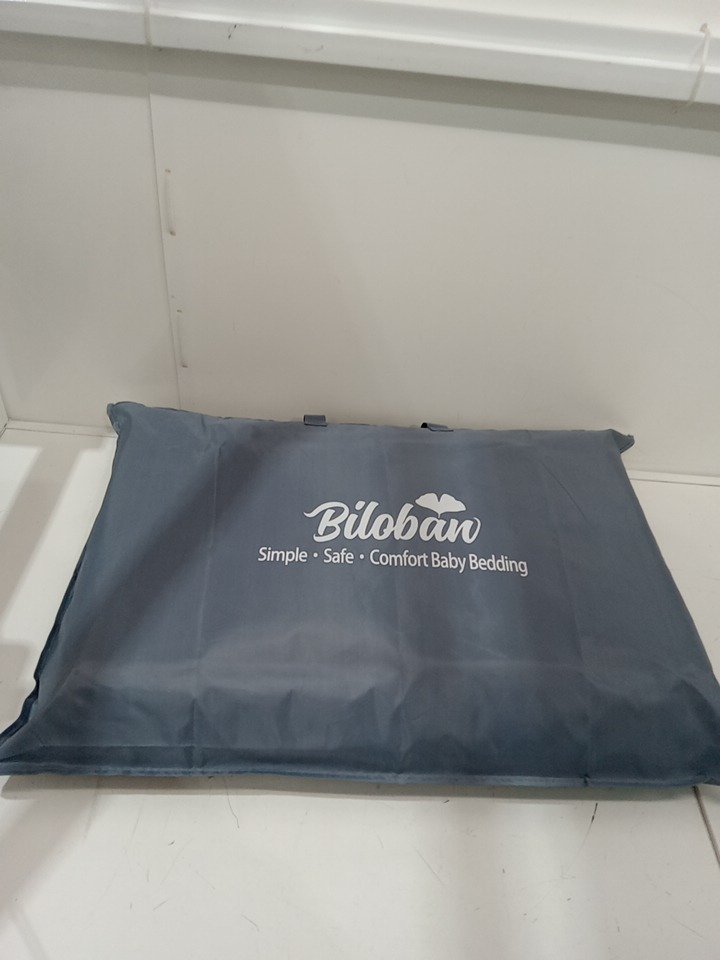 Biloban
Simple • Safe • Comfort Baby Bedding